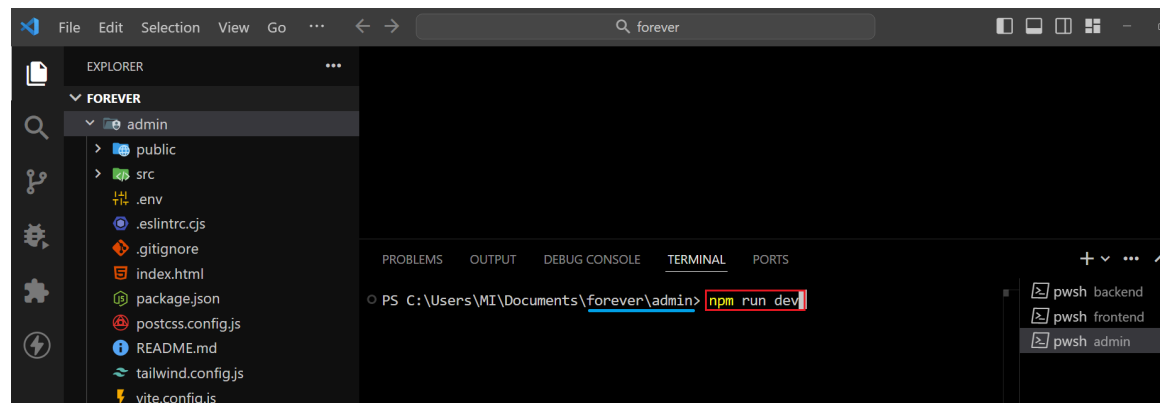 File Edit Selection View Go ··· forever
EXPLORER ···
FOREVER
admin
public
src
.env
.eslintrc.cjs
.gitignore
index.html
package.json
postcss.config.js
README.md
tailwind.config.js
vite.config.js
PROBLEMS OUTPUT DEBUG CONSOLE TERMINAL PORTS
PS C:\Users\MI\Documents\forever\admin> npm run dev
pwsh backend
pwsh frontend
pwsh admin